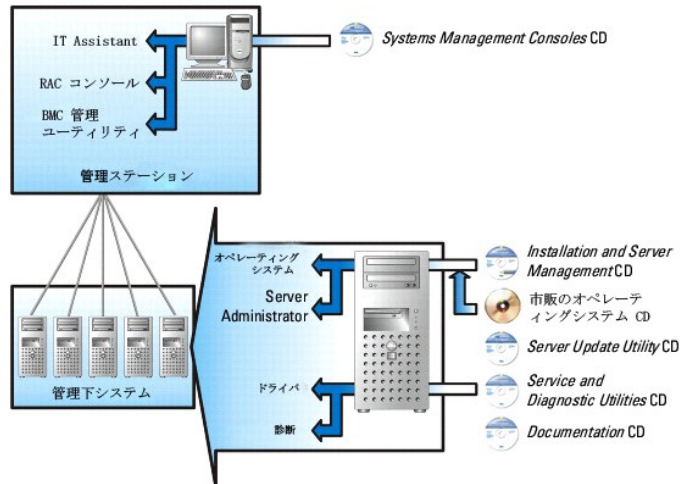 IT Assistant
Systems Management Consoles CD
RAC コンソール
BMC 管理
ユーティリティ
管理ステーション
オペレーティング
システム
Server
Administrator
ドライバ
診断
管理下システム
Installation and Server
Management CD
市販のオペレーテ
ィングシステム CD
Server Update Utility CD
Service and
Diagnostic Utilities CD
Documentation CD